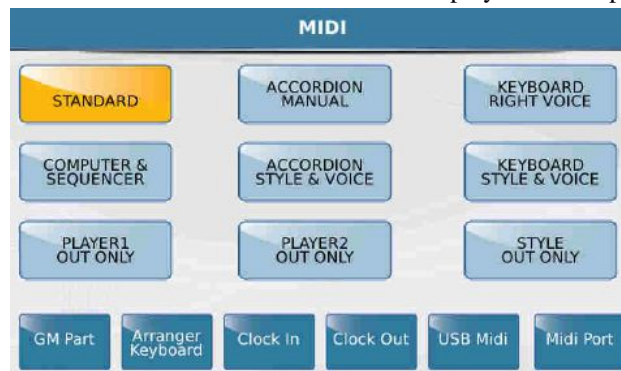 MIDI
STANDARD
ACCORDION
MANUAL
KEYBOARD
RIGHT VOICE
COMPUTER &
SEQUENCER
ACCORDION
STYLE & VOICE
KEYBOARD
STYLE & VOICE
PLAYER1
OUT ONLY
PLAYER2
OUT ONLY
STYLE
OUT ONLY
GM Part
Arranger
Keyboard
Clock In
Clock Out
USB Midi
Midi Port